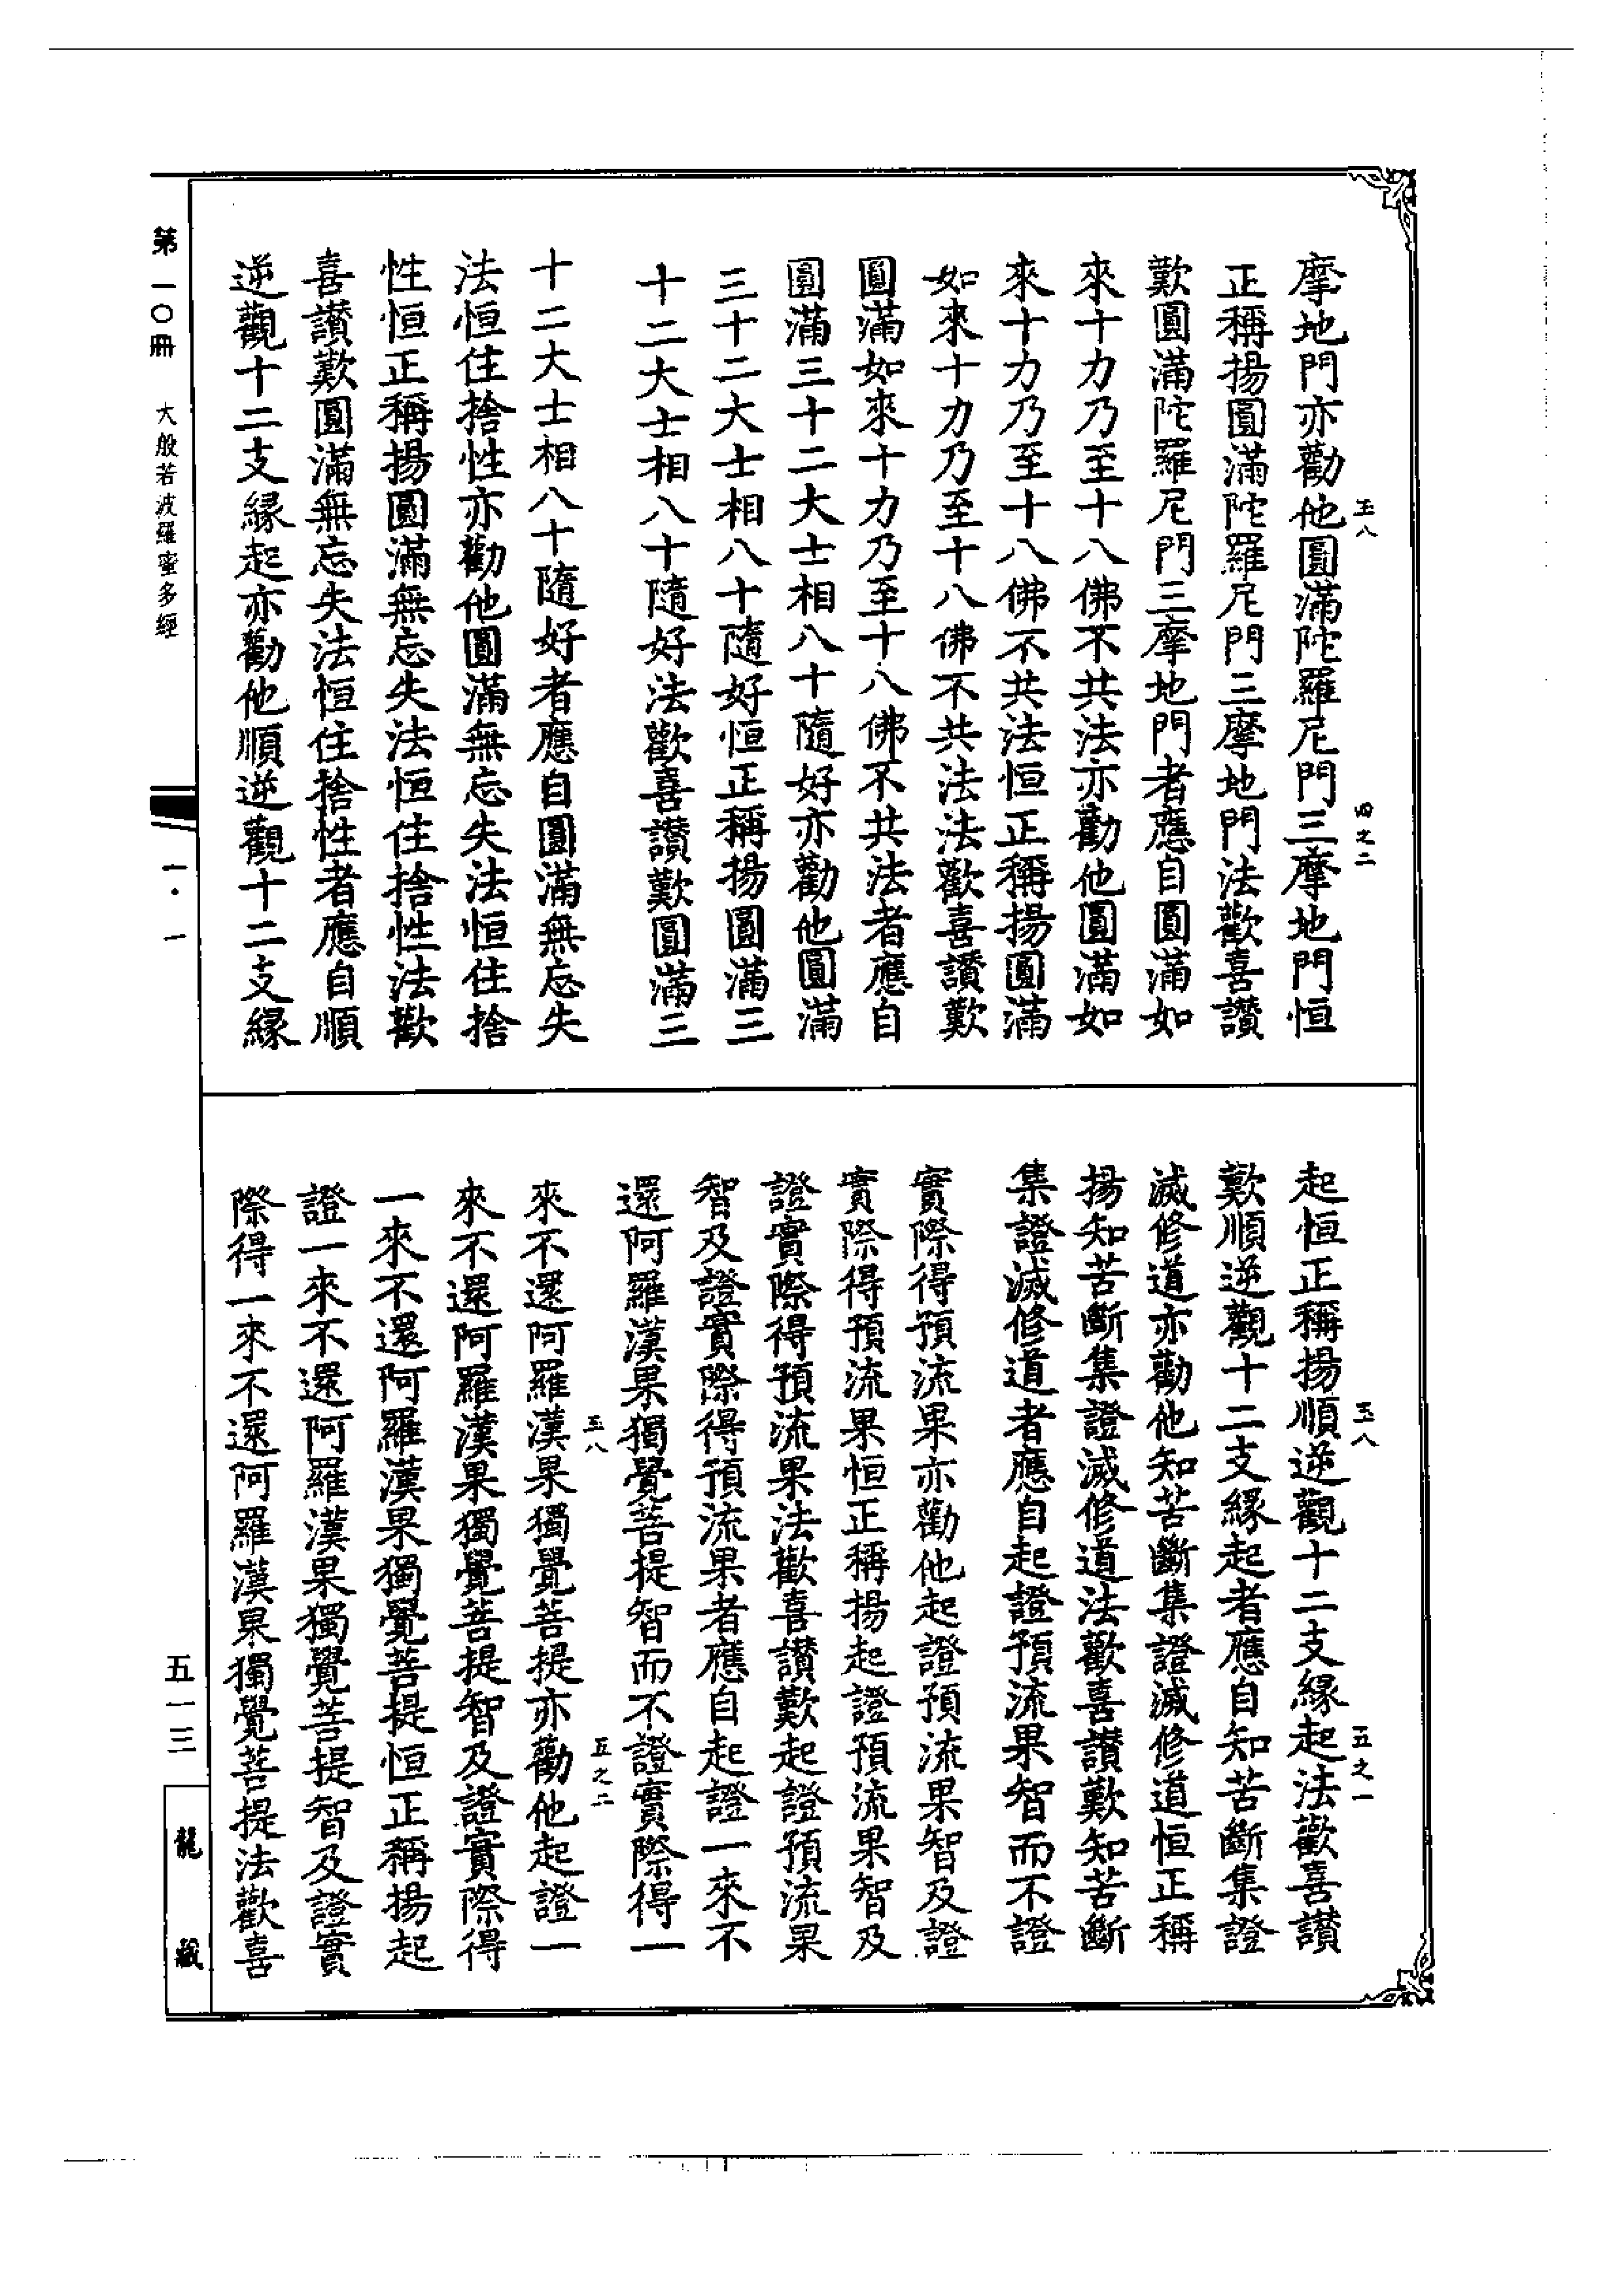 摩地門亦勸他圓滿陀羅尼門三摩地門恒
正稱揚圓滿陀羅尼門三摩地門法歡喜讚
歎圓滿陀羅尼門三摩地門者應自圓滿如
來十力乃至十八佛不共法亦勸他圓滿如
來十力乃至十八佛不共法恒正稱揚圓滿
如來十力乃至十八佛不共法法歡喜讚歎
圓滿如來十力乃至十八佛不共法者應自
圓滿三十二大士相八十隨好亦勸他圓滿
三十二大士相八十隨好恒正稱揚圓滿三
十二大士相八十隨好法歡喜讚歎圓滿三
十二大士相八十隨好者應自圓滿無忘失
法恒住捨性亦勸他圓滿無忘失法恒住捨
性恒正稱揚圓滿無忘失法恒住捨性法歡
喜讚歎圓滿無忘失法恒住捨性者應自順
逆觀十二支緣起亦勸他順逆觀十二支緣
玉八 四之二
起恒正稱揚順逆觀十二支緣起法歡喜讚
歎順逆觀十二支緣起者應自知苦斷集證
滅修道亦勸他知苦斷集證滅修道恒正稱
揚知苦斷集證滅修道法歡喜讚歎知苦斷
集證滅修道者應自起證預流果智而不證
實際得預流果亦勸他起證預流果智及證
實際得預流果恒正稱揚起證預流果智及
證實際得預流果法歡喜讚歎起證預流果
智及證實際得預流果者應自起證一來不
還阿羅漢果獨覺菩提智而不證實際得一
來不還阿羅漢果獨覺菩提亦勸他起證一
來不還阿羅漢果獨覺菩提智及證實際得
一來不還阿羅漢果獨覺菩提恒正稱揚起
證一來不還阿羅漢果獨覺菩提智及證實
際得一來不還阿羅漢果獨覺菩提法歡喜
玉八 五之一
玉八 五之二
第一〇冊 大般若波羅蜜多經
一·一
五一三
龍藏